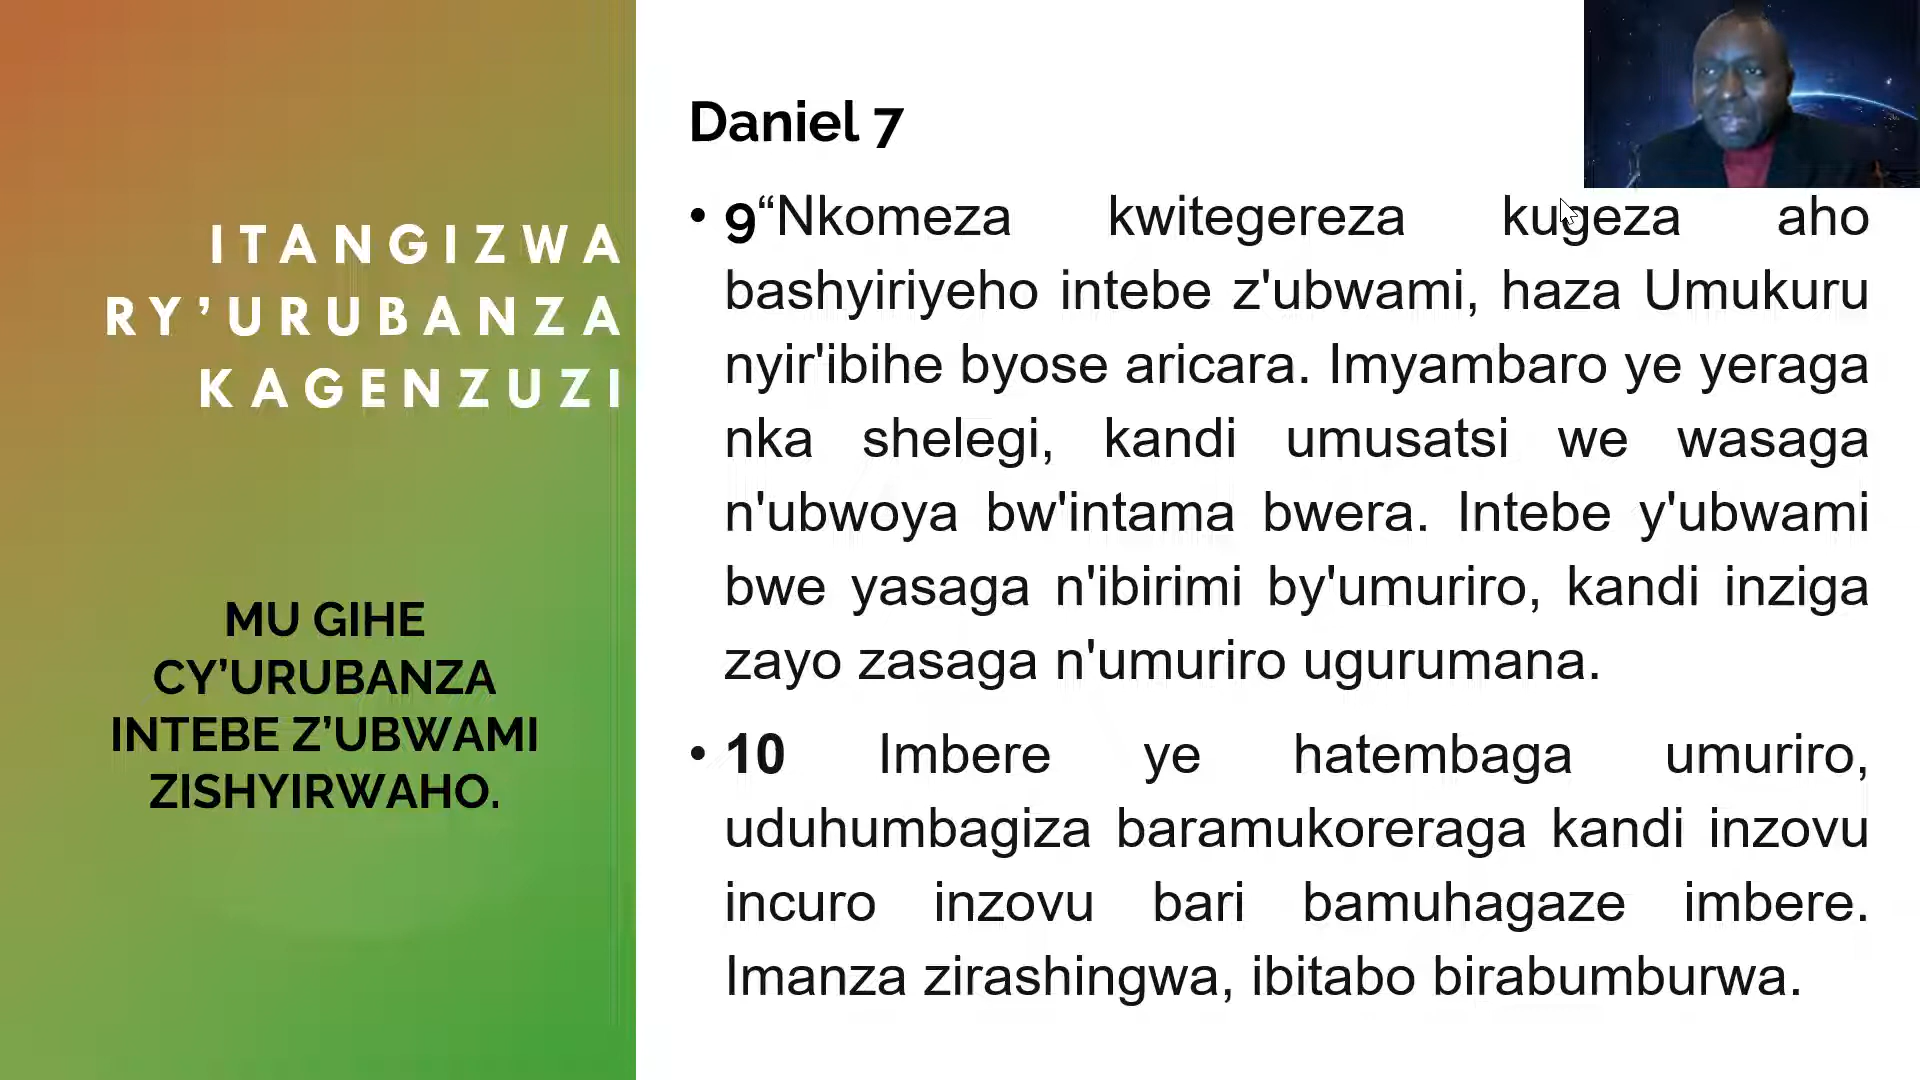 ITANGIZWA
RY’URUBANZA
KAGENZUZI
MU GIHE
CY’URUBANZA
INTEBE Z’UBWAMI
ZISHYIRWAHO.
Daniel 7
• 9“Nkomeza kwitegereza kugeza aho
bashyiriyeho intebe z'ubwami, haza Umukuru
nyir'ibihe byose aricara. Imyambaro ye yeraga
nka shelegi, kandi umusatsi we wasaga
n'ubwoya bw'intama bwera. Intebe y'ubwami
bwe yasaga n'ibirimi by'umuriro, kandi inziga
zayo zasaga n'umuriro ugurumana.
• 10 Imbere ye hatembaga umuriro,
uduhumbagiza baramukoreraga kandi inzovu
incuro inzovu bari bamuhagaze imbere.
Imanza zirashingwa, ibitabo birabumburwa.